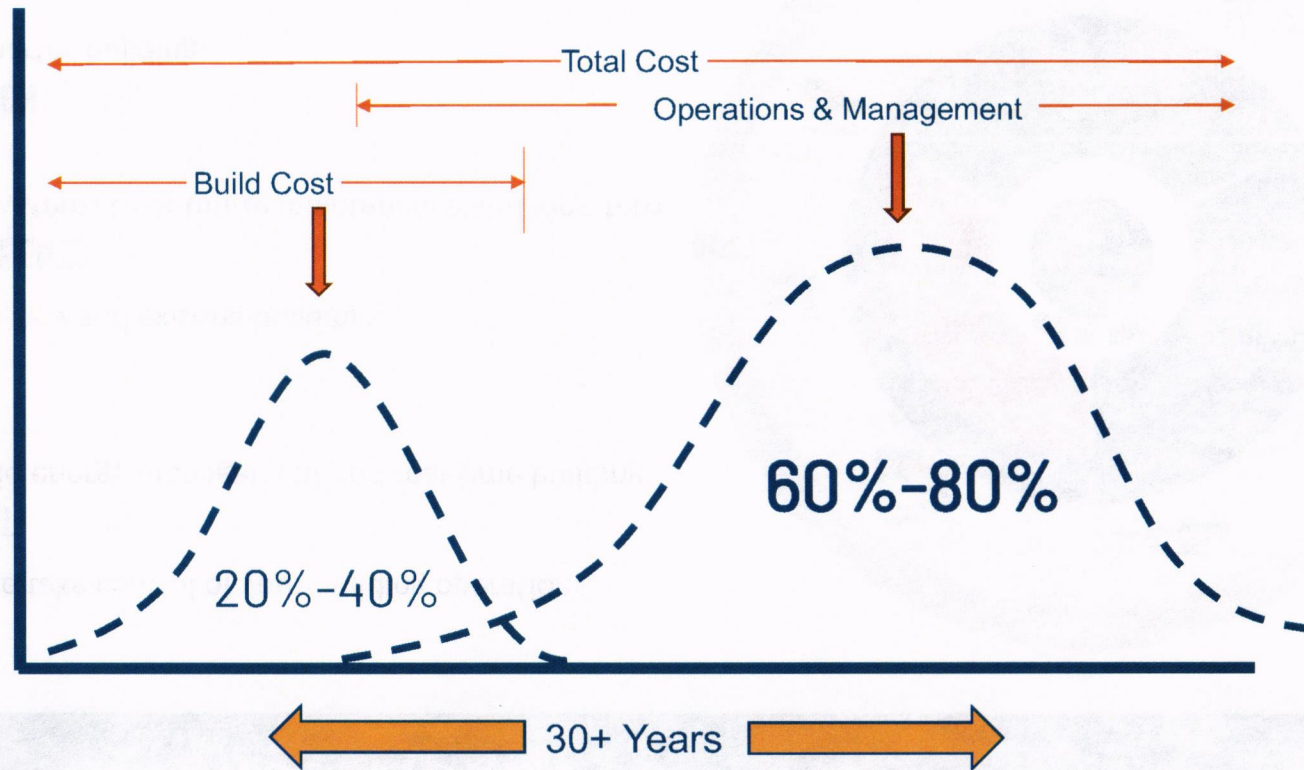 Total Cost
Operations & Management
Build Cost
60%-80%
20%-40%
30+ Years